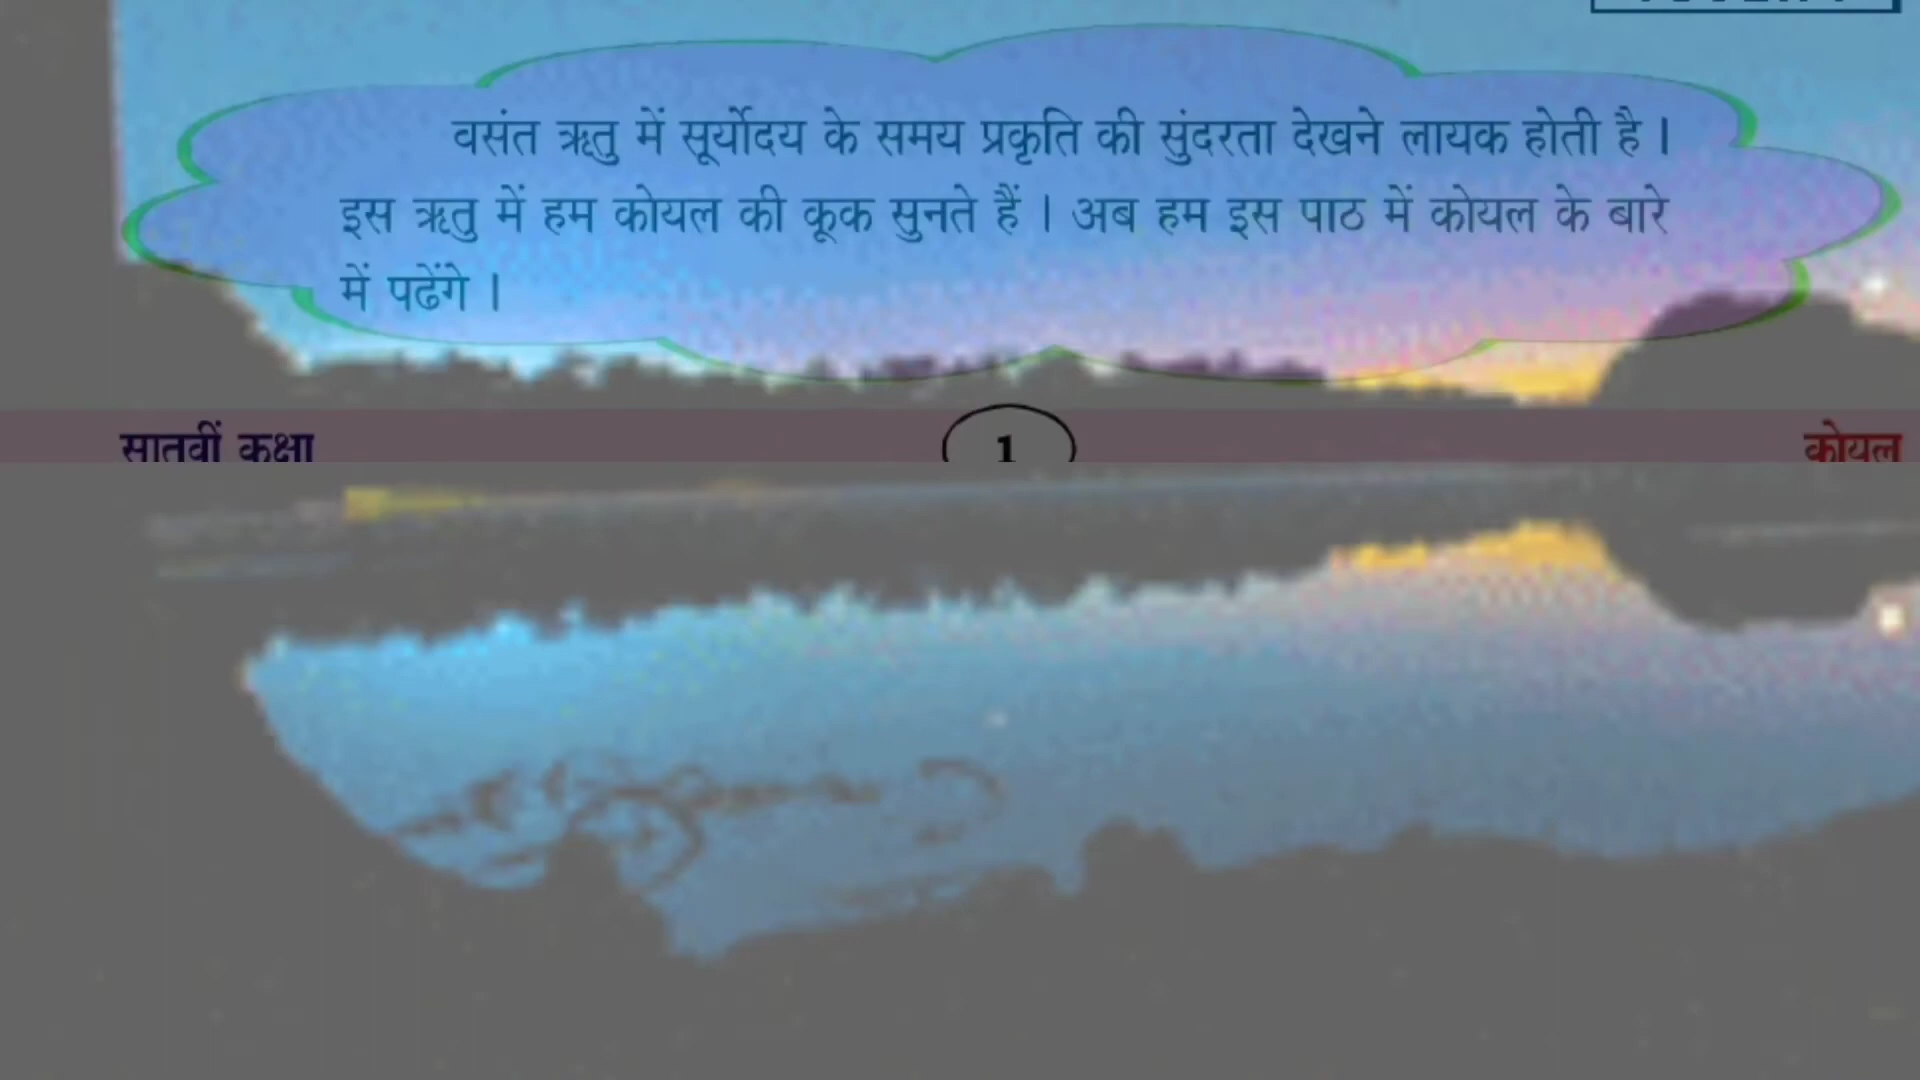 वसंत ऋतु में सूर्योदय के समय प्रकृति की सुंदरता देखने लायक होती है ।
इस ऋतु में हम कोयल की कूक सुनते हैं । अब हम इस पाठ में कोयल के बारे
में पढेंगे ।
सातवीं कक्षा 1 कोयल